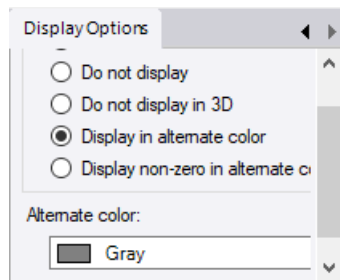 Display Options
Do not display
Do not display in 3D
Display in alternate color
Display non-zero in alternate
Alternate color:
Gray